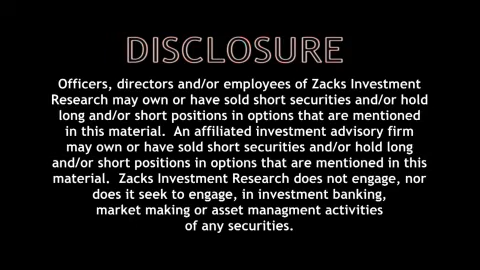 DISCLOSURE
Officers, directors and/or employees of Zacks Investment
Research may own or have sold short securities and/or hold
long and/or short positions in options that are mentioned
in this material.  An affiliated investment advisory firm
may own or have sold short securities and/or hold long
and/or short positions in options that are mentioned in this
material.  Zacks Investment Research does not engage, nor
does it seek to engage, in investment banking,
market making or asset managment activities
of any securities.